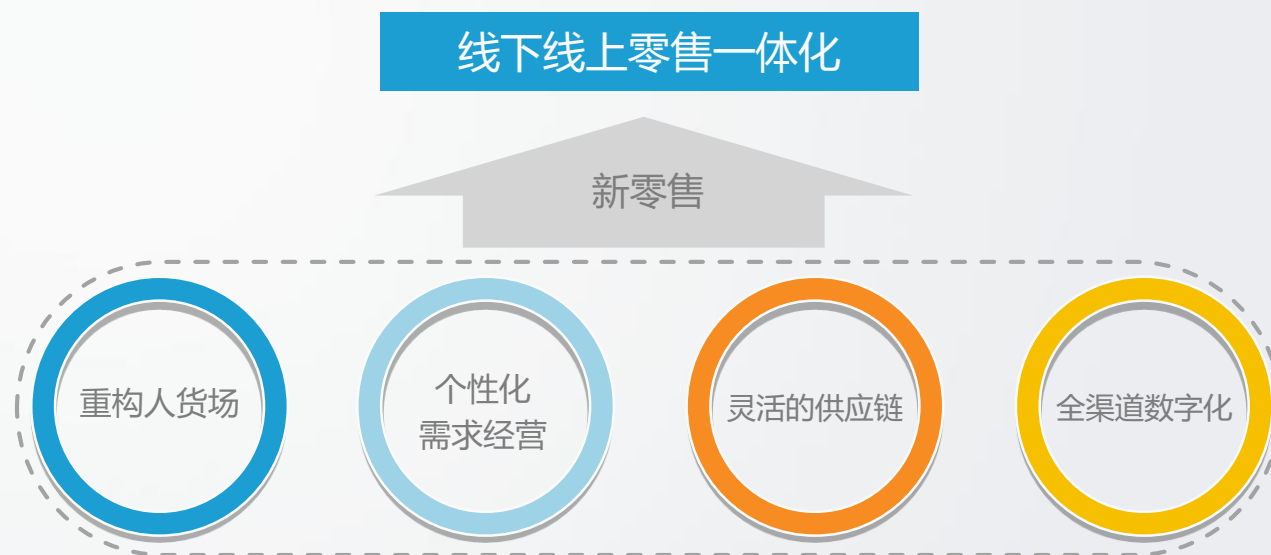 线下线上零售一体化
新零售
重构人货场
个性化
需求经营
灵活的供应链
全渠道数字化